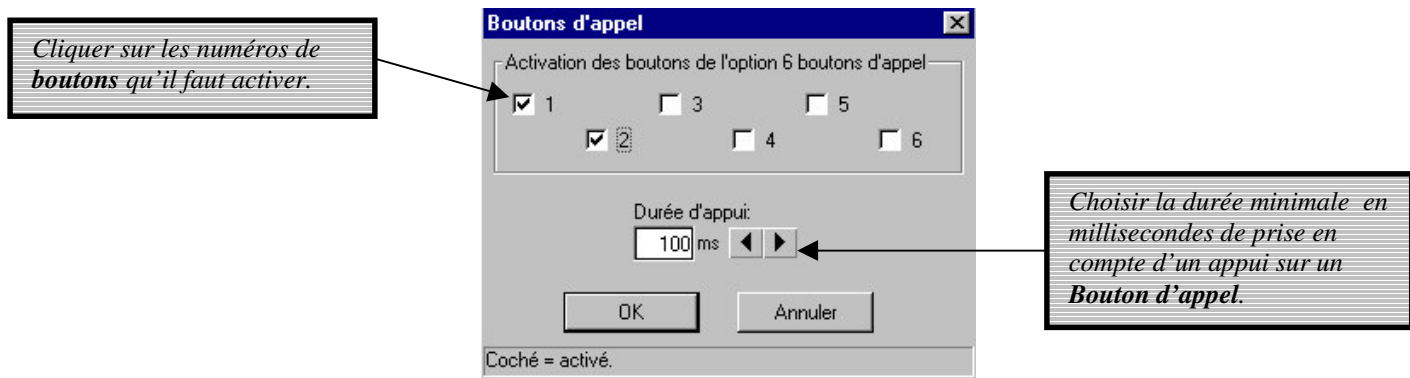 Boutons d'appel
Cliquer sur les numéros de
boutons qu'il faut activer.
Activation des boutons de l'option 6 boutons d'appel
1 3 5
2 4 6
Durée d'appui:
100 ms
Choisir la durée minimale en
millisecondes de prise en
compte d'un appui sur un
Bouton d'appel.
OK Annuler
Coché = activé.